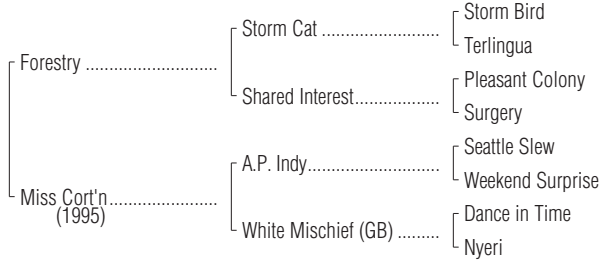 Storm Bird
Storm Cat ........................
Terlingua
Forestry ...........................
Pleasant Colony
Shared Interest.................
Surgery
Seattle Slew
A.P. Indy...........................
Weekend Surprise
Miss Cort'n......................
(1995)
Dance in Time
White Mischief (GB) .........
Nyeri